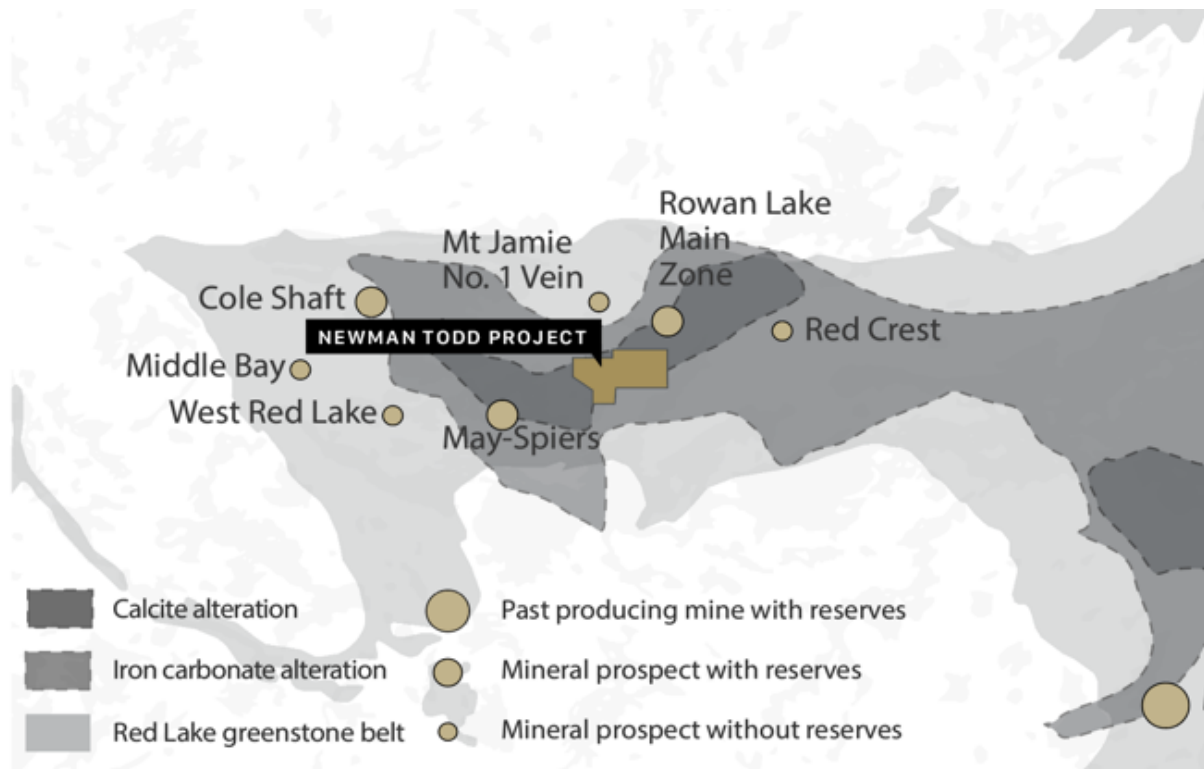 Rowan Lake
Main
Zone
Mt Jamie
No. 1 Vein
Cole Shaft
NEWMAN TODD PROJECT
Red Crest
Middle Bay
West Red Lake
May-Spiers
Calcite alteration
Iron carbonate alteration
Red Lake greenstone belt
Past producing mine with reserves
Mineral prospect with reserves
Mineral prospect without reserves